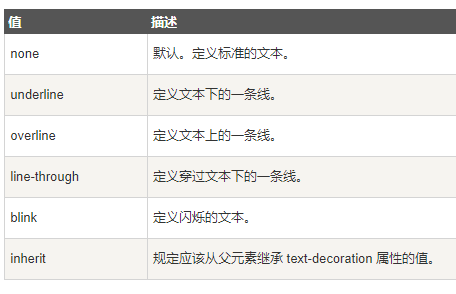 值 描述
none 默认。定义标准的文本。
underline 定义文本下的一条线。
overline 定义文本上的一条线。
line-through 定义穿过文本下的一条线。
blink 定义闪烁的文本。
inherit 规定应该从父元素继承 text-decoration 属性的值。